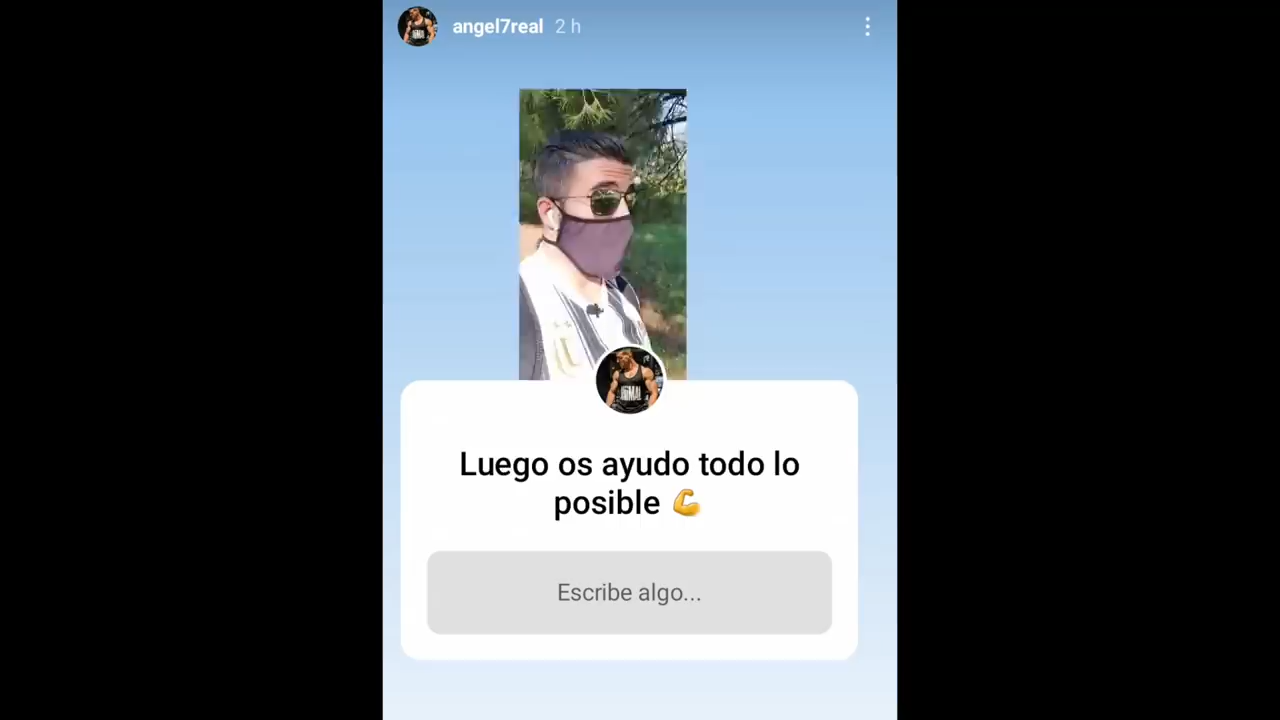 angel7real 2 h
Luego os ayudo todo lo
posible 💪
Escribe algo...